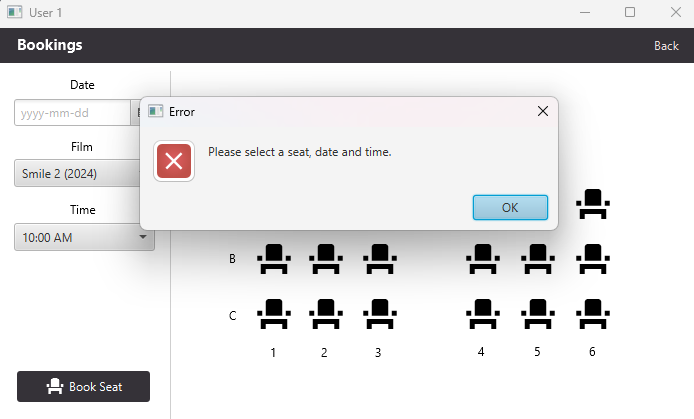 User 1
Bookings
Back
Date
yyyy-mm-dd
Film
Smile 2 (2024)
Time
10:00 AM
Error
Please select a seat, date and time.
OK
B
C
1 2 3 4 5 6
Book Seat